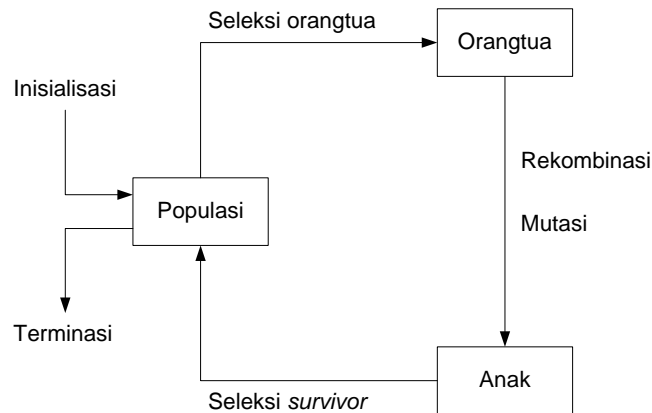 Seleksi orangtua
Orangtua
Inisialisasi
Rekombinasi
Populasi
Mutasi
Terminasi
Anak
Seleksi survivor